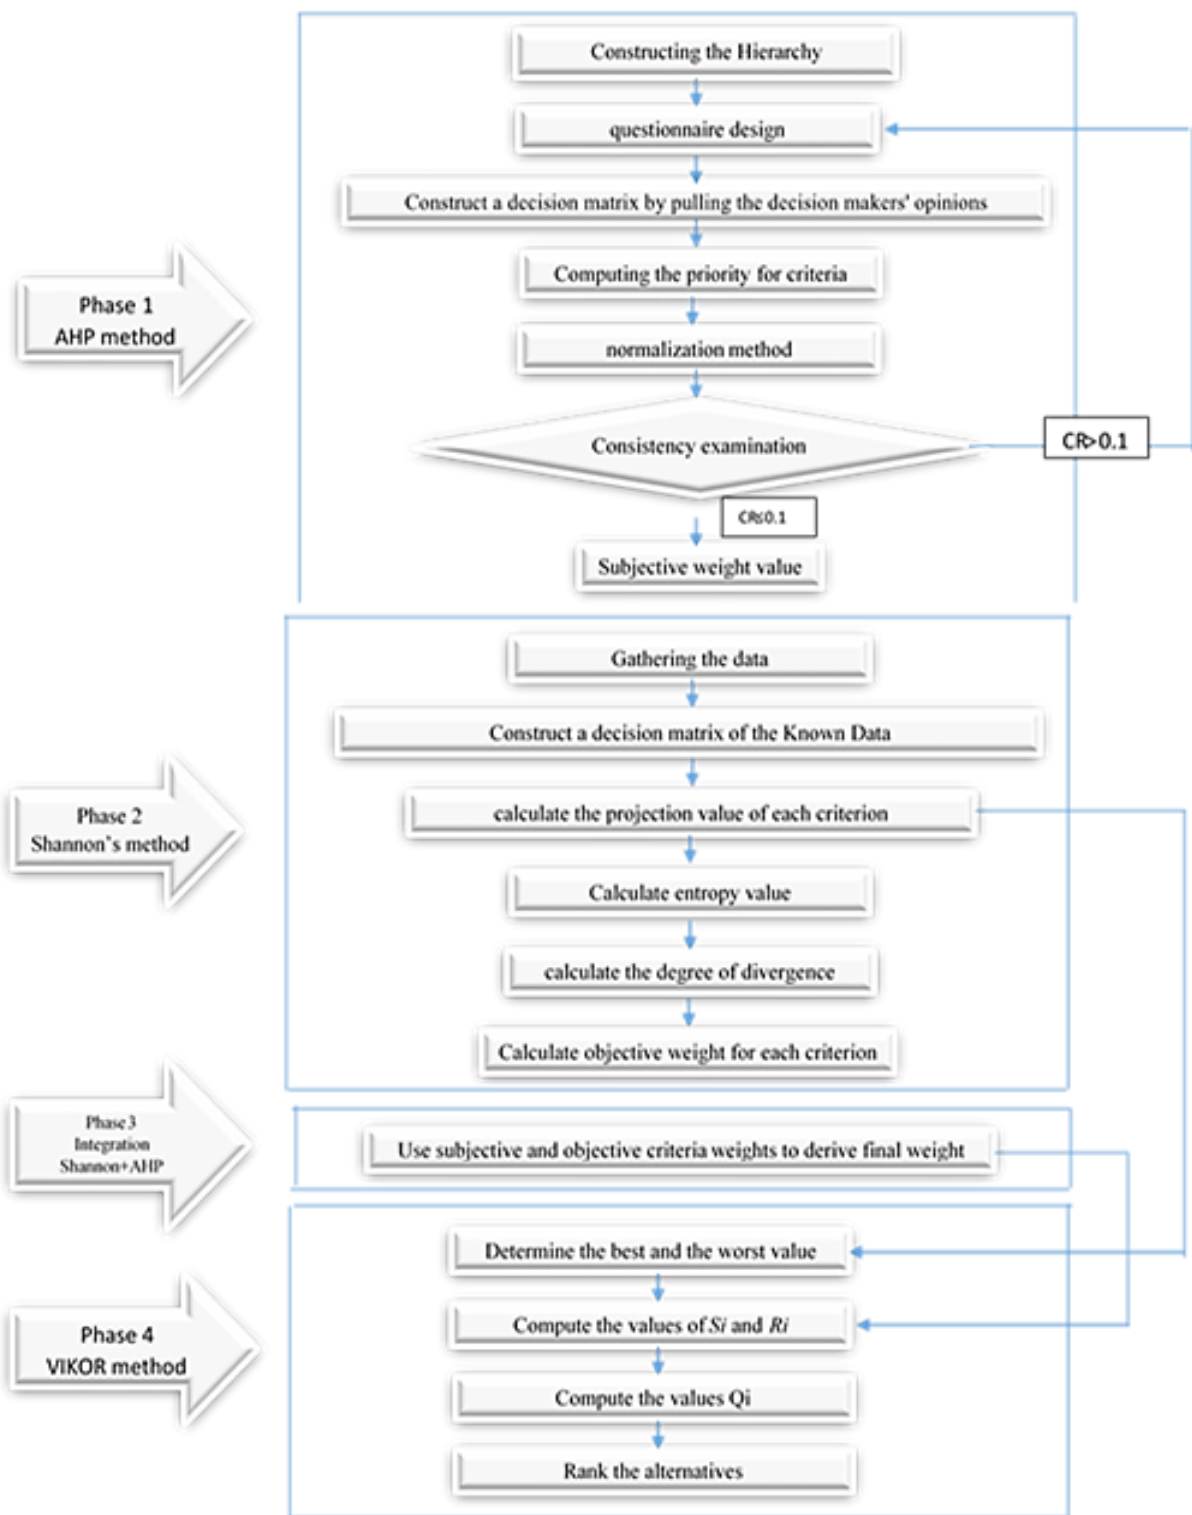 Constructing the Hierarchy
questionnaire design
Construct a decision matrix by pulling the decision makers' opinions
Computing the priority for criteria
Phase 1
AHP method
normalization method
Consistency examination
CR>0.1
CR≤0.1
Subjective weight value
Gathering the data
Construct a decision matrix of the Known Data
calculate the projection value of each criterion
Phase 2
Shannon's method
Calculate entropy value
calculate the degree of divergence
Calculate objective weight for each criterion
Phase3
Integration
Shannon+AHP
Use subjective and objective criteria weights to derive final weight
Determine the best and the worst value
Compute the values of Si and Ri
Phase 4
VIKOR method
Compute the values Qi
Rank the alternatives